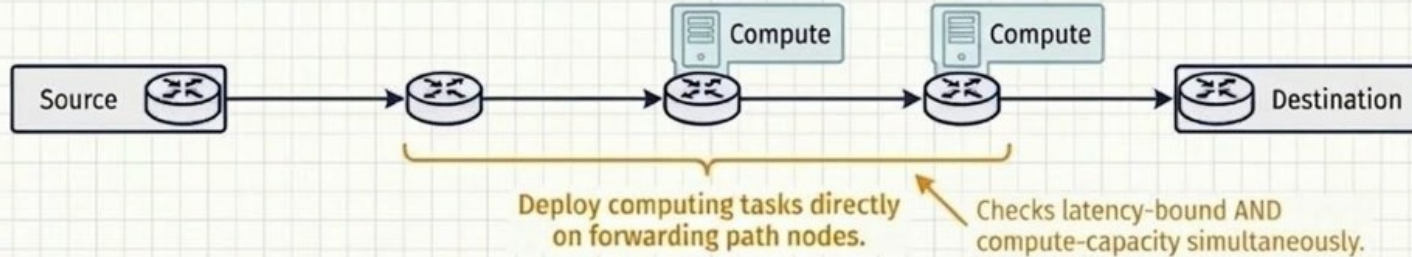 Compute
Compute
Source
Destination
Deploy computing tasks directly
on forwarding path nodes.
Checks latency-bound AND
compute-capacity simultaneously.